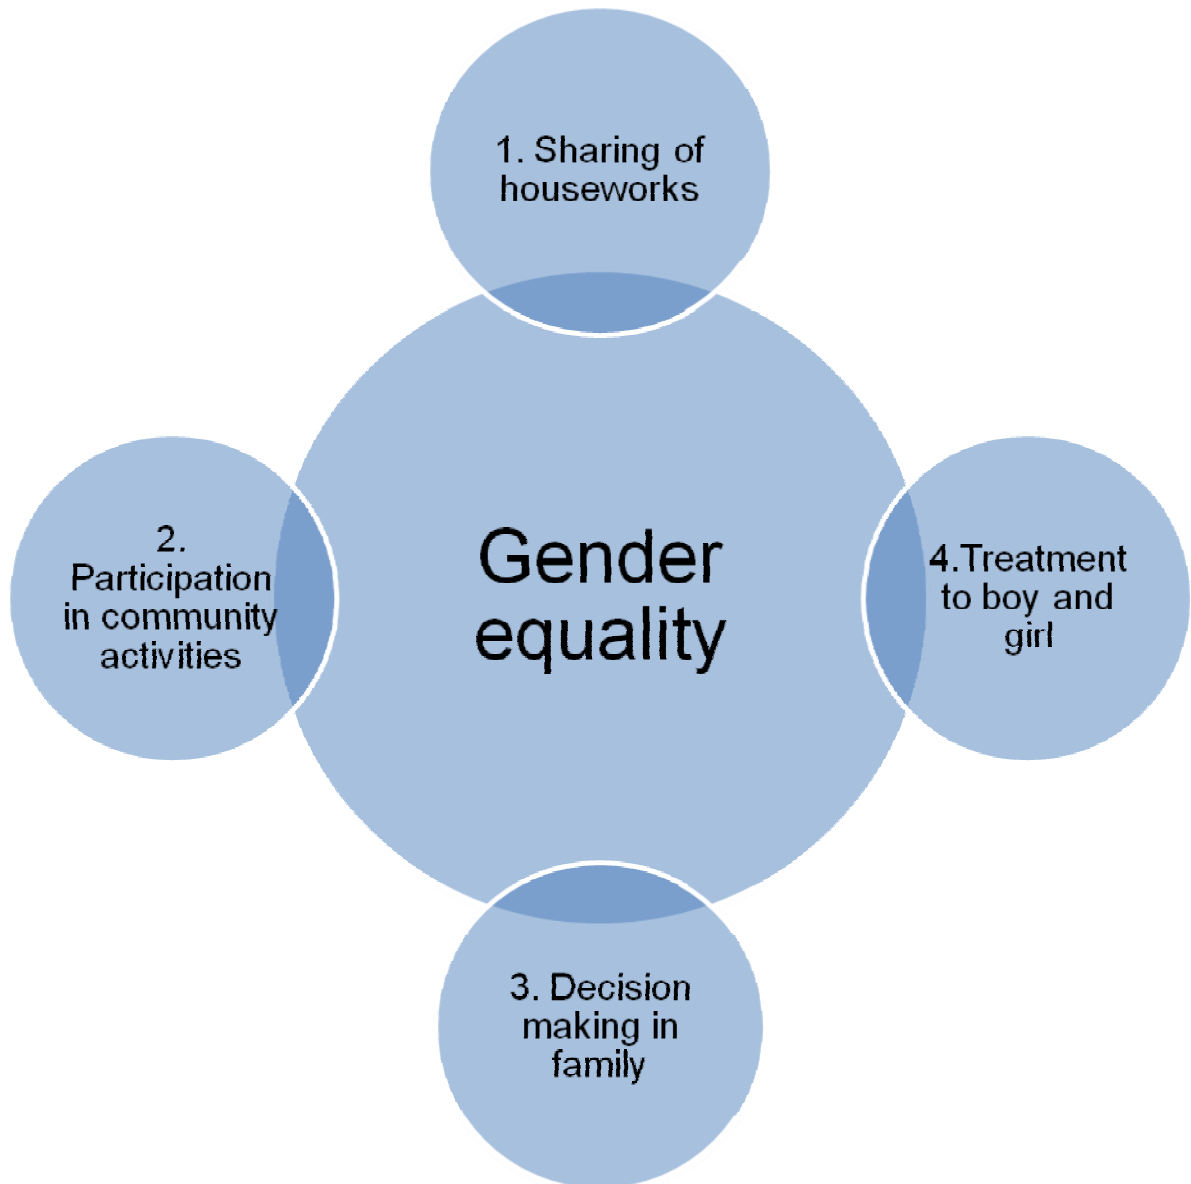 1. Sharing of
houseworks
2.
Participation
in community
activities
Gender
equality
4.Treatment
to boy and
girl
3. Decision
making in
family